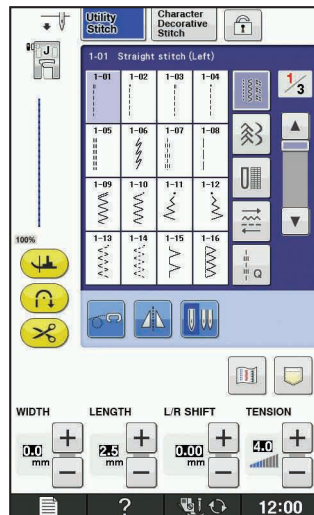 Utility
Stitch
Character
Decorative
Stitch
J
1-01 Straight stitch (Left)
1-01 1-02 1-03 1-04
1/3
1-05 1-06 1-07 1-08
1-09 1-10 1-11 1-12
1-13 1-14 1-15 1-16
Q
100%
WIDTH LENGTH L/R SHIFT TENSION
0.0 mm + − 2.5 mm + − 0.00 mm + − 4.0 + −
? 12:00